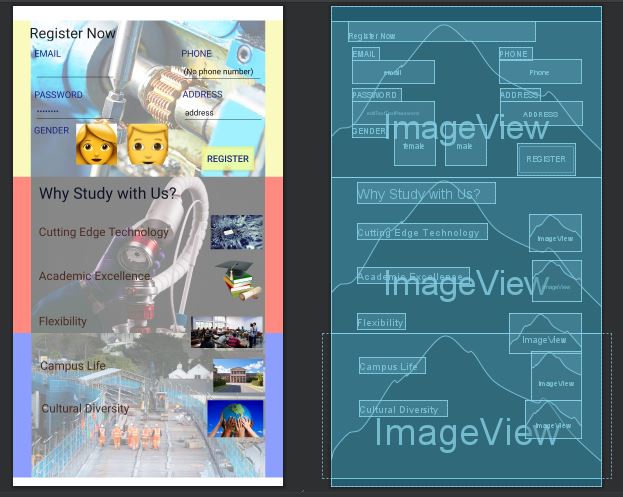 Register Now
EMAIL
PHONE
(No phone number)
PASSWORD
ADDRESS
········
address
GENDER
REGISTER
Why Study with Us?
Cutting Edge Technology
Academic Excellence
Flexibility
Campus Life
Cultural Diversity
Register Now
EMAIL
PHONE
email
Phone
PASSWORD
ADDRESS
ADDRESS
ImageView
GENDER
female
male
REGISTER
Why Study with Us?
Cutting Edge Technology
ImageView
Academic Excellence
ImageView
ImageView
Flexibility
ImageView
Campus Life
ImageView
Cultural Diversity
ImageView
ImageView